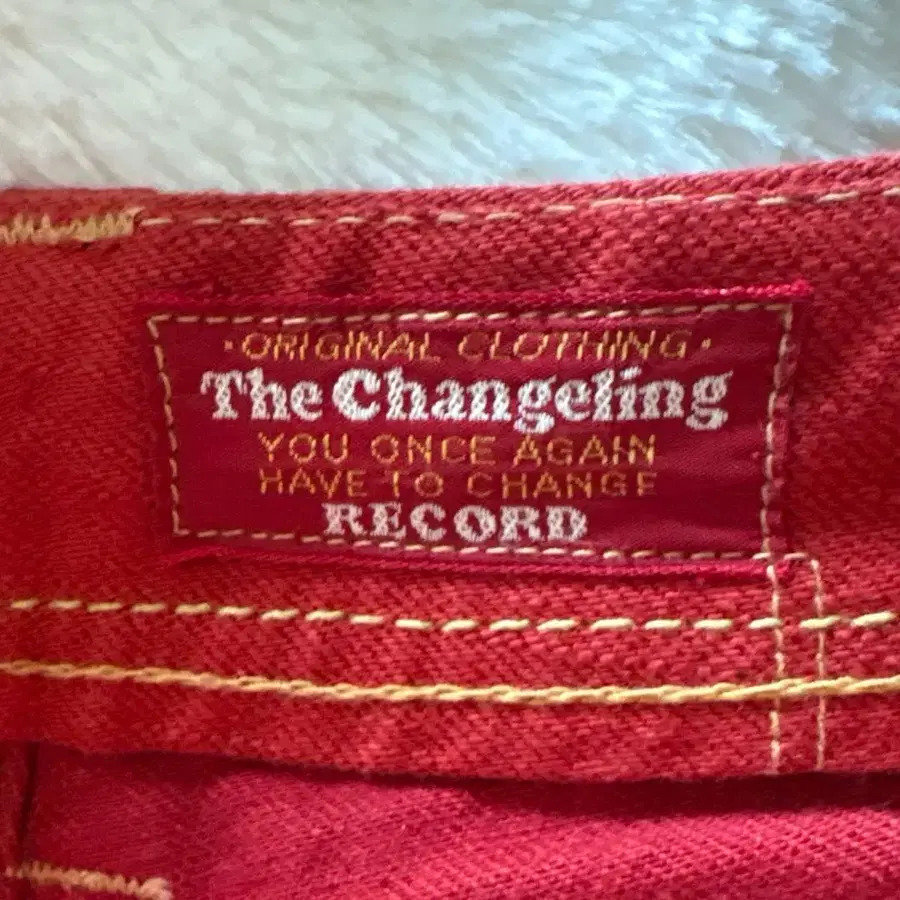 ·ORIGINAL CLOTHING·
The Changeling
YOU ONCE AGAIN
HAVE TO CHANGE
RECORD